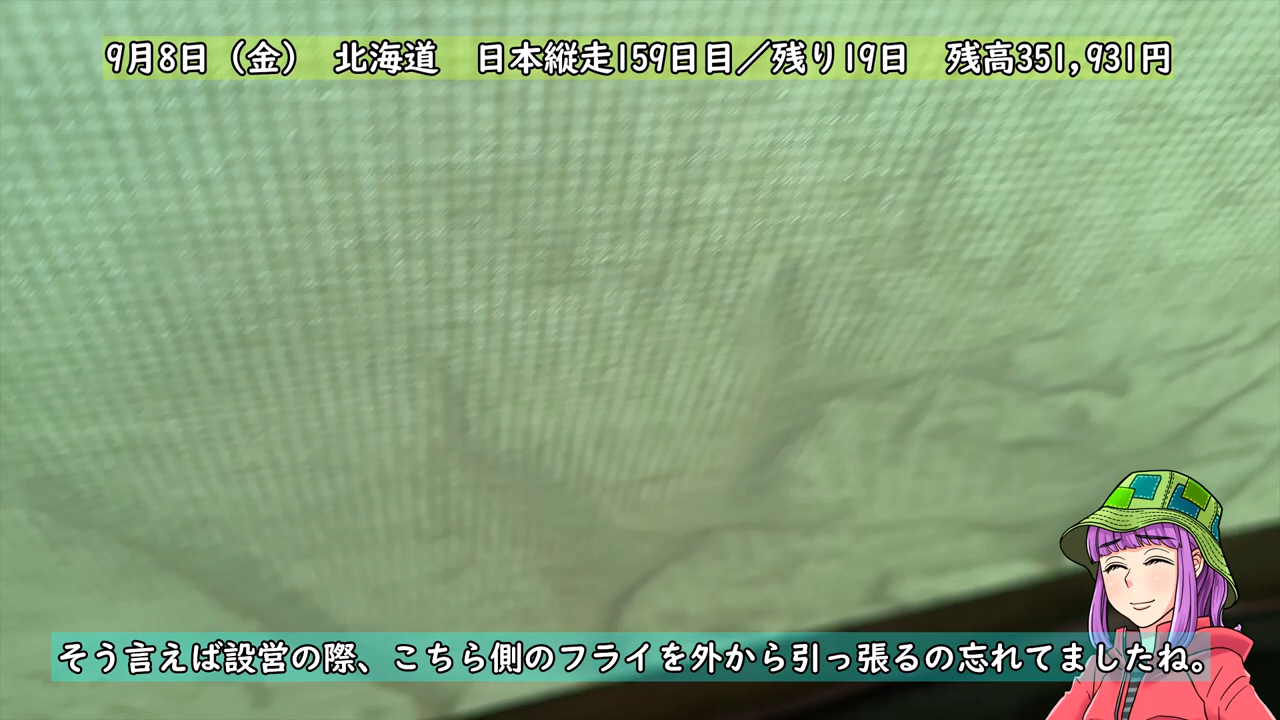 9月8日（金）　北海道　日本縦走159日目／残り19日　残高351,931円
そう言えば設営の際、こちら側のフライを外から引っ張るの忘れてましたね。